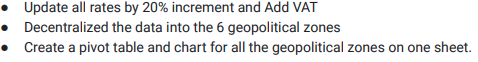 ● Update all rates by 20% increment and Add VAT
● Decentralized the data into the 6 geopolitical zones
● Create a pivot table and chart for all the geopolitical zones on one sheet.